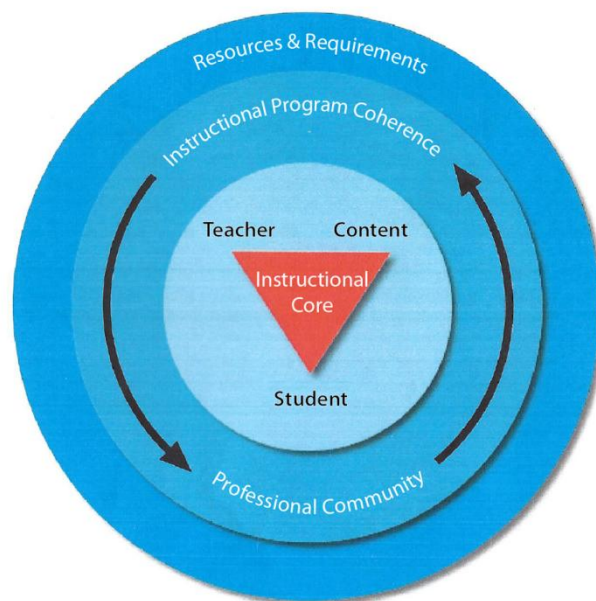 Resources & Requirements
Instructional Program Coherence
Teacher
Content
Instructional
Core
Student
Professional Community